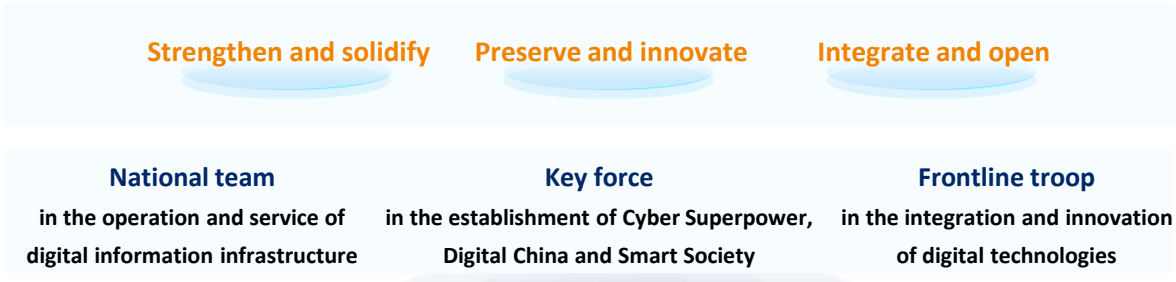 Strengthen and solidify
Preserve and innovate
Integrate and open
National team
in the operation and service of
digital information infrastructure
Key force
in the establishment of Cyber Superpower,
Digital China and Smart Society
Frontline troop
in the integration and innovation
of digital technologies